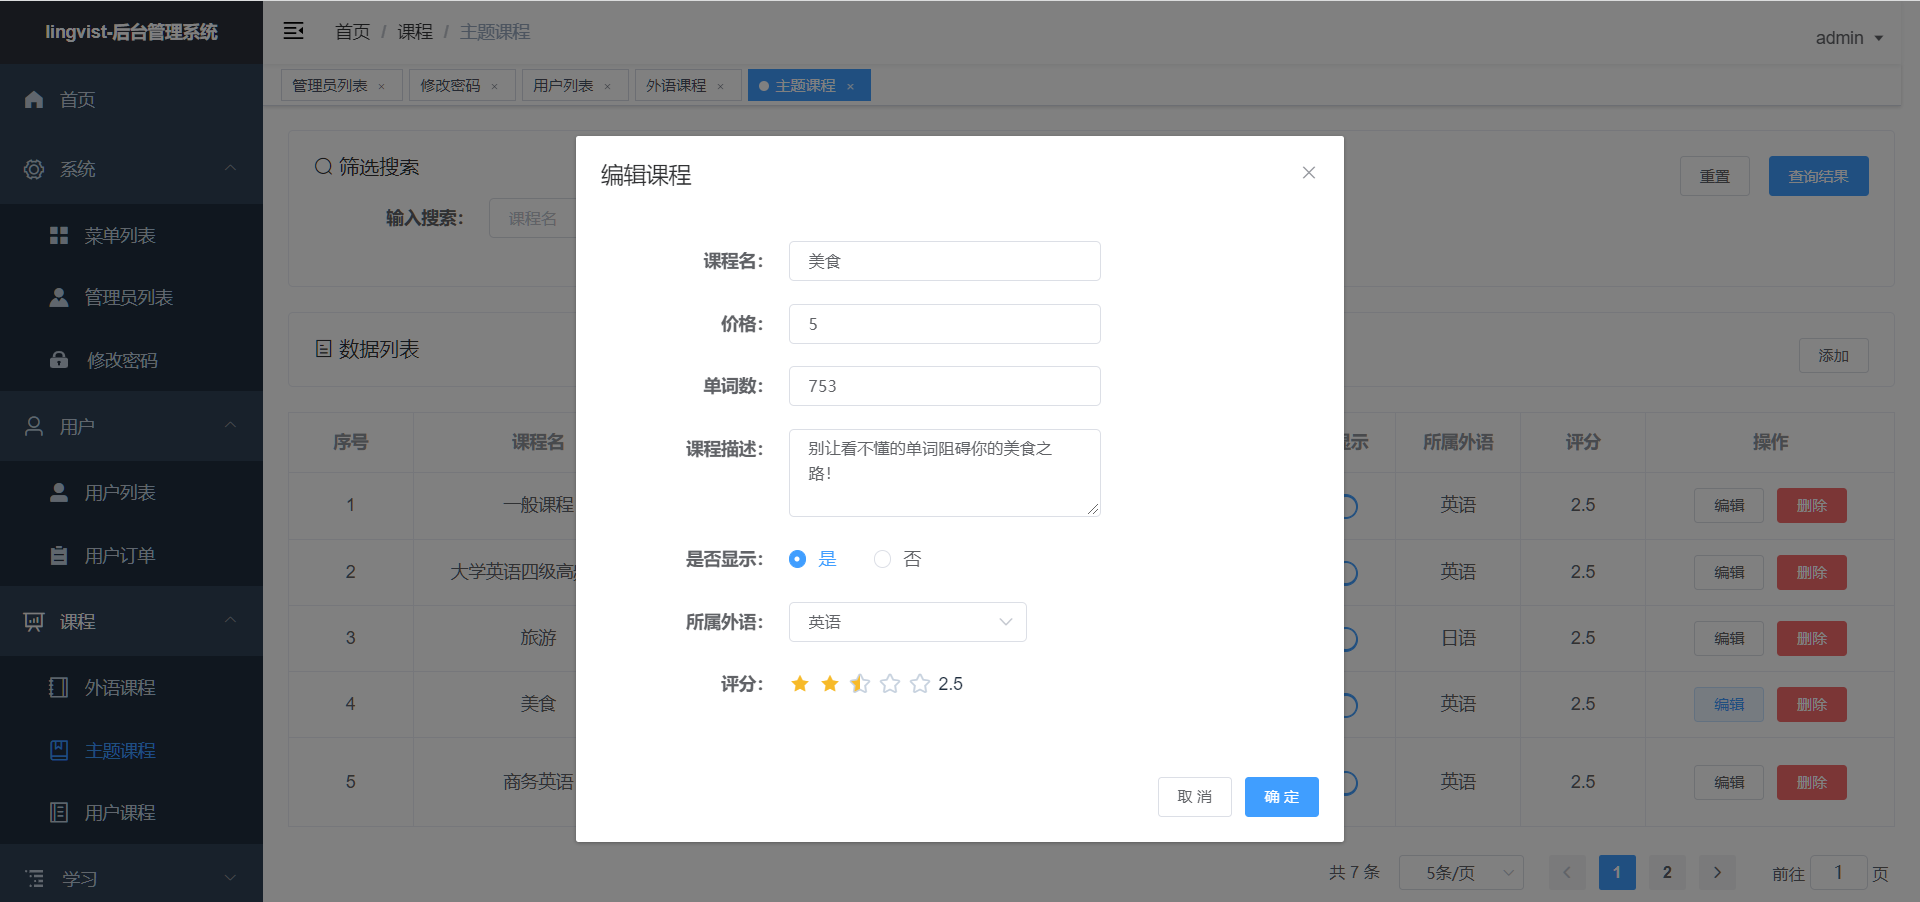 lingvist-后台管理系统
首页 / 课程 / 主题课程
admin
管理员列表 ×
修改密码 ×
用户列表 ×
外语课程 ×
主题课程 ×
首页
系统
菜单列表
管理员列表
修改密码
用户
用户列表
用户订单
课程
外语课程
主题课程
用户课程
学习
筛选搜索
重置
查询结果
输入搜索：
课程名
数据列表
添加
序号 课程名 示 所属外语 评分 操作
1 一般课程 英语 2.5 编辑 删除
2 大学英语四级高 英语 2.5 编辑 删除
3 旅游 日语 2.5 编辑 删除
4 美食 英语 2.5 编辑 删除
5 商务英语 英语 2.5 编辑 删除
共 7 条 5条/页 1 2 前往 1 页
编辑课程
课程名： 美食
价格： 5
单词数： 753
课程描述： 别让看不懂的单词阻碍你的美食之
路！
是否显示： 是 否
所属外语： 英语
评分： 2.5
取 消 确 定